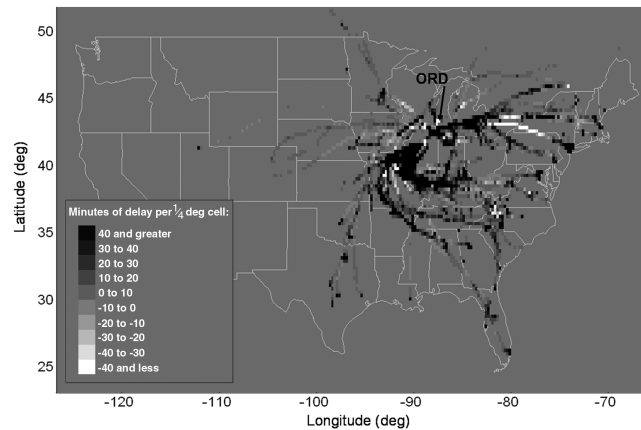 50
45
40
35
30
25
Latitude (deg)
ORD
Minutes of delay per 1/4 deg cell:
40 and greater
30 to 40
20 to 30
10 to 20
0 to 10
-10 to 0
-20 to -10
-30 to -20
-40 to -30
-40 and less
-120 -110 -100 -90 -80 -70
Longitude (deg)